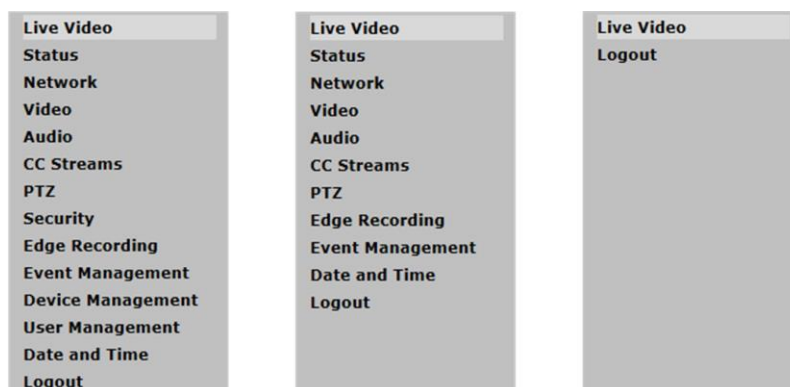 Live Video
Status
Network
Video
Audio
CC Streams
PTZ
Security
Edge Recording
Event Management
Device Management
User Management
Date and Time
Logout
Live Video
Status
Network
Video
Audio
CC Streams
PTZ
Edge Recording
Event Management
Date and Time
Logout
Live Video
Logout